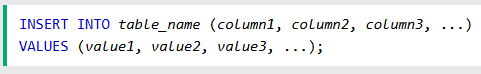 INSERT INTO table_name (column1, column2, column3, ...)
VALUES (value1, value2, value3, ...);